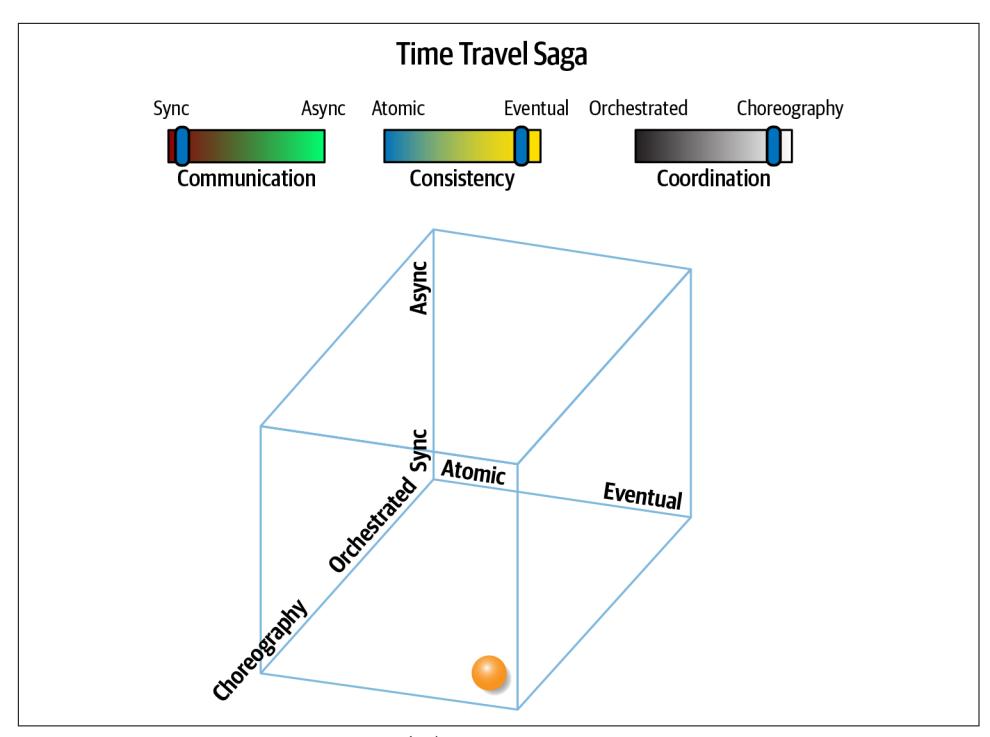 Time Travel Saga
Sync Async Atomic Eventual Orchestrated Choreography
Communication Consistency Coordination
Async
Sync
Atomic
Eventual
Orchestrated
Choreography